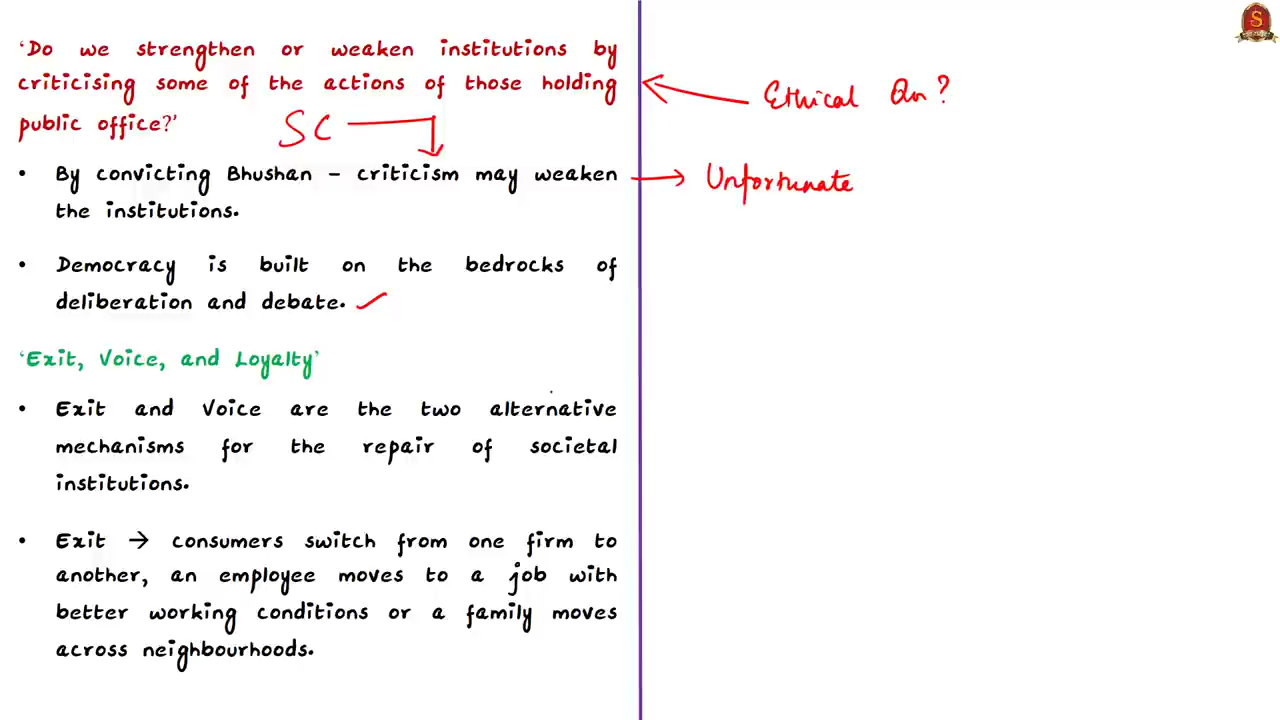 'Do we strengthen or weaken institutions by
criticising some of the actions of those holding
public office?'
SC
• By convicting Bhushan – criticism may weaken
the institutions.
• Democracy is built on the bedrocks of
deliberation and debate.
'Exit, Voice, and Loyalty'
• Exit and Voice are the two alternative
mechanisms for the repair of societal
institutions.
• Exit → consumers switch from one firm to
another, an employee moves to a job with
better working conditions or a family moves
across neighbourhoods.
Ethical Qn?
Unfortunate
S